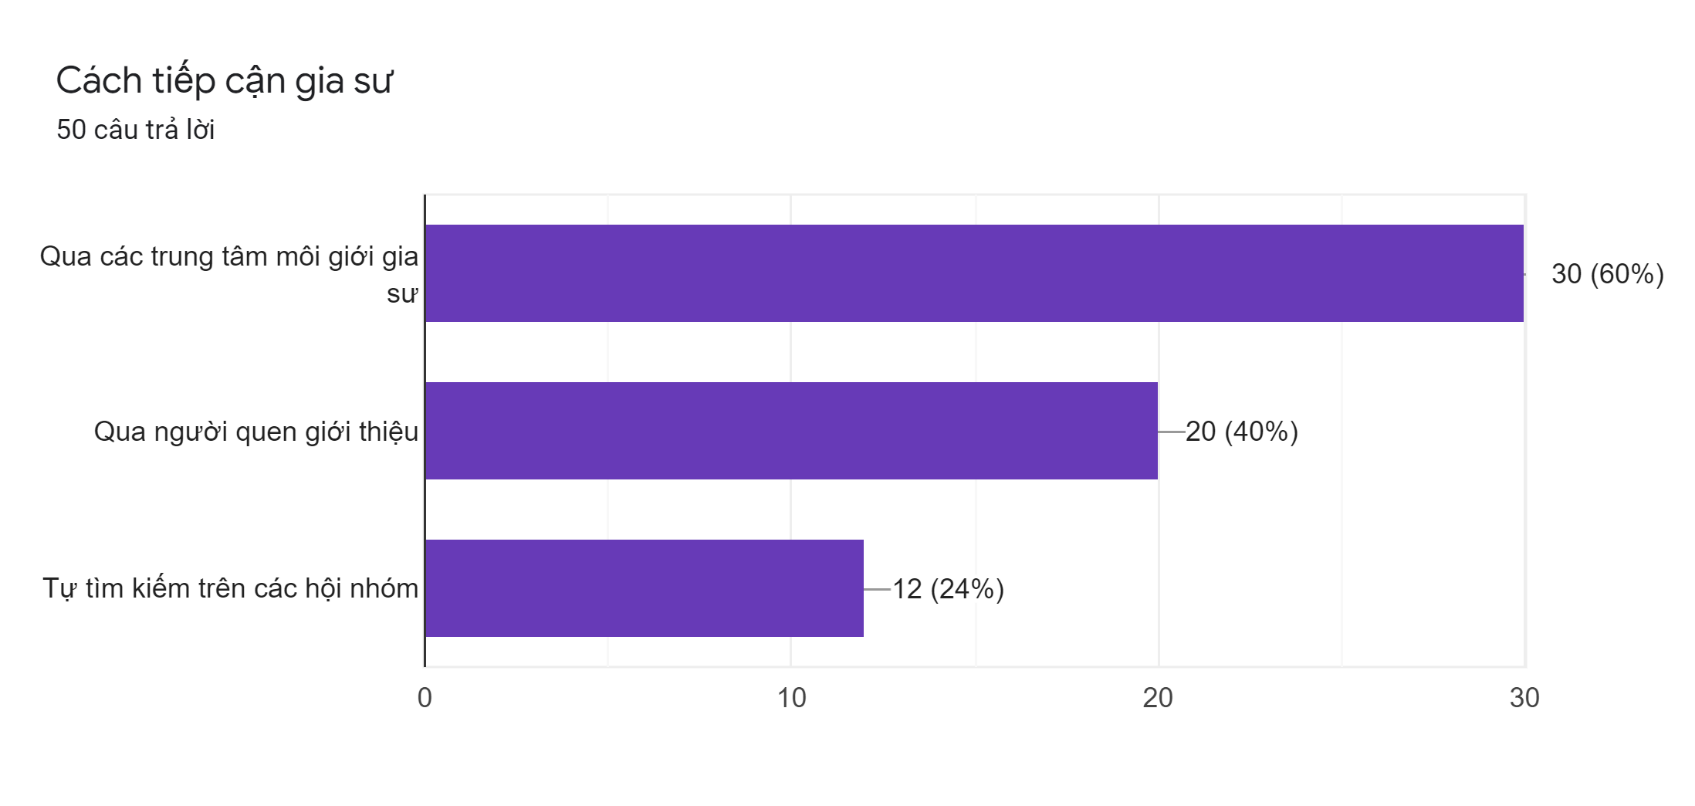 Cách tiếp cận gia sư
50 câu trả lời
Qua các trung tâm môi giới gia
sư
30 (60%)
Qua người quen giới thiệu
20 (40%)
Tự tìm kiếm trên các hội nhóm
12 (24%)
0
10
20
30